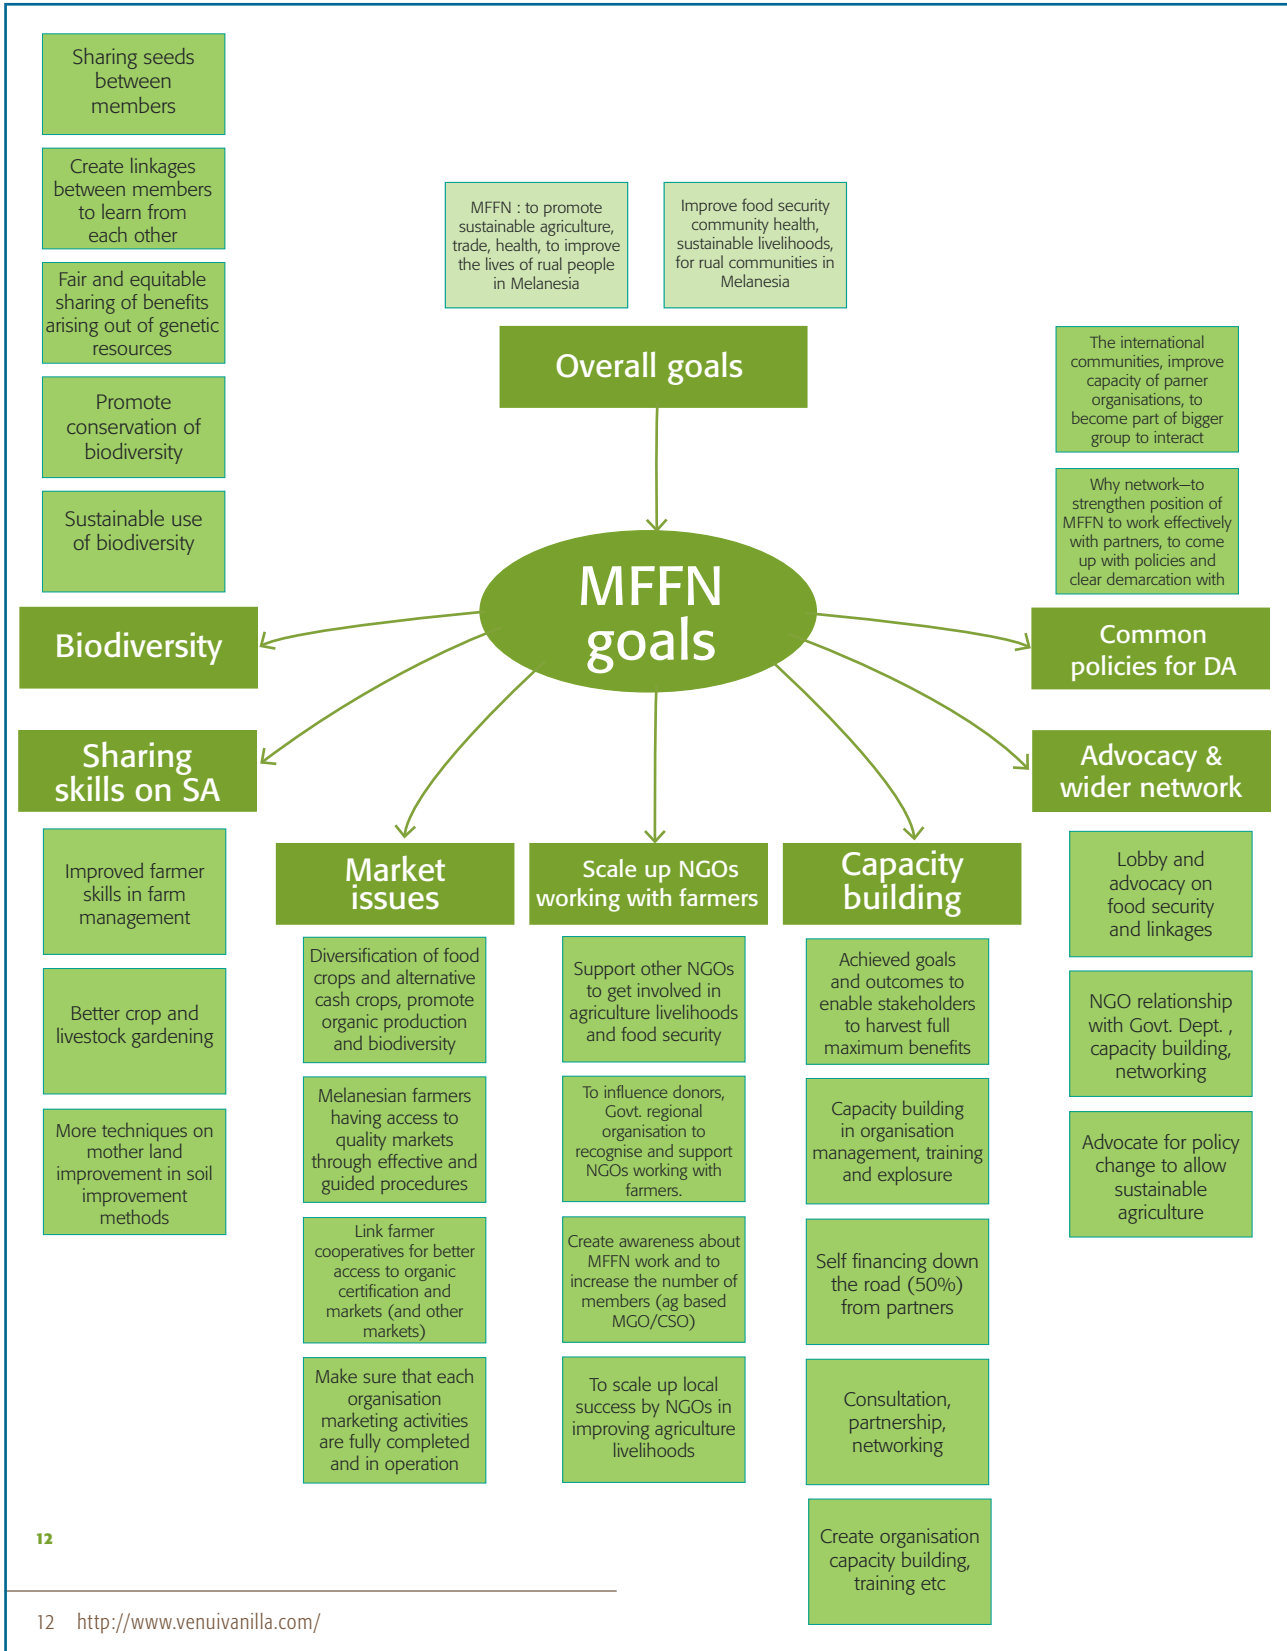 Sharing seeds
between
members
Create linkages
between members
to learn from
each other
Fair and equitable
sharing of benefits
arising out of genetic
resources
Promote
conservation of
biodiversity
Sustainable use
of biodiversity
Biodiversity
MFFN : to promote
sustainable agriculture,
trade, health, to improve
the lives of rual people
in Melanesia
Improve food security
community health,
sustainable livelihoods,
for rual communities in
Melanesia
Overall goals
MFFN
goals
The international
communities, improve
capacity of parner
organisations, to
become part of bigger
group to interact
Why network—to
strengthen position of
MFFN to work effectively
with partners, to come
up with policies and
clear demarcation with
Common
policies for DA
Sharing
skills on SA
Improved farmer
skills in farm
management
Better crop and
livestock gardening
More techniques on
mother land
improvement in soil
improvement
methods
Market
issues
Diversification of food
crops and alternative
cash crops, promote
organic production
and biodiversity
Melanesian farmers
having access to
quality markets
through effective and
guided procedures
Link farmer
cooperatives for better
access to organic
certification and
markets (and other
markets)
Make sure that each
organisation
marketing activities
are fully completed
and in operation
Scale up NGOs
working with farmers
Support other NGOs
to get involved in
agriculture livelihoods
and food security
To influence donors,
Govt. regional
organisation to
recognise and support
NGOs working with
farmers.
Create awareness about
MFFN work and to
increase the number of
members (ag based
MGO/CSO)
To scale up local
success by NGOs in
improving agriculture
livelihoods
Capacity
building
Achieved goals
and outcomes to
enable stakeholders
to harvest full
maximum benefits
Capacity building
in organisation
management, training
and explosure
Self financing down
the road (50%)
from partners
Consultation,
partnership,
networking
Create organisation
capacity building,
training etc
Advocacy &
wider network
Lobby and
advocacy on
food security
and linkages
NGO relationship
with Govt. Dept. ,
capacity building,
networking
Advocate for policy
change to allow
sustainable
agriculture
12
12 http://www.venuivanilla.com/